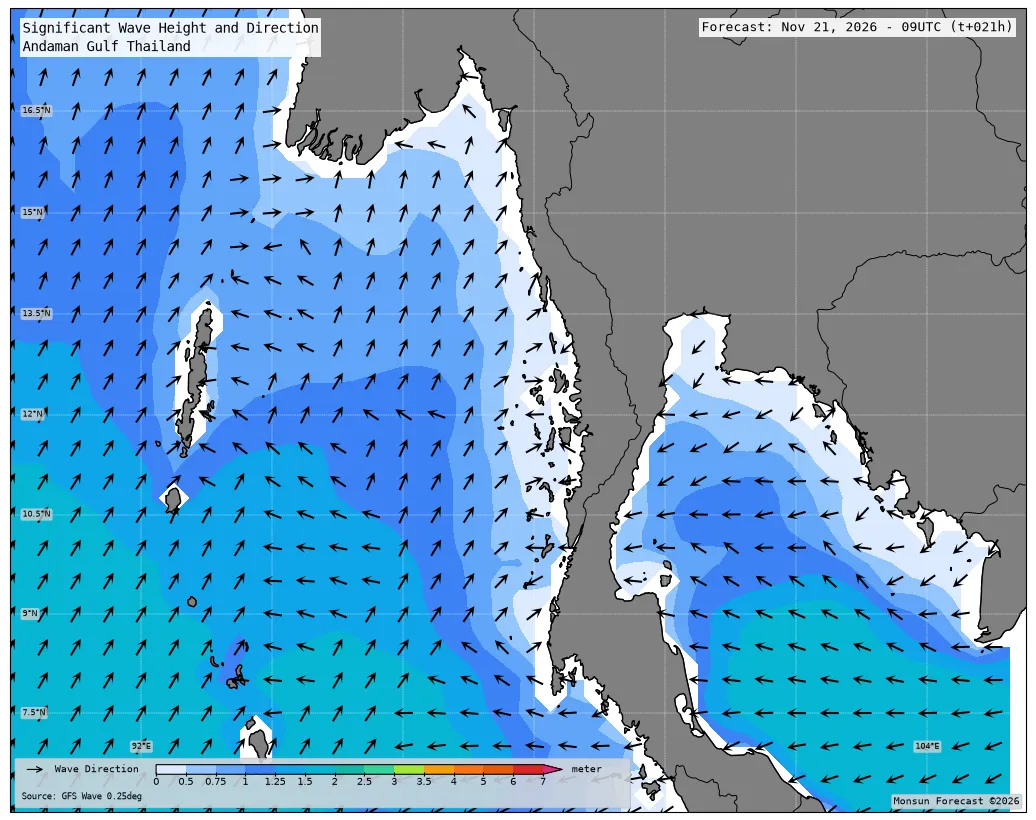 Significant Wave Height and Direction
Andaman Gulf Thailand
Forecast: Nov 21, 2026 - 09UTC (t+021h)
16.5°N
15°N
13.5°N
12°N
10.5°N
9°N
7.5°N
92°E
104°E
Wave Direction
0 0.5 0.75 1 1.25 1.5 2 2.5 3 3.5 4 5 6 7 meter
Source: GFS Wave 0.25deg
Monsun Forecast ©2026